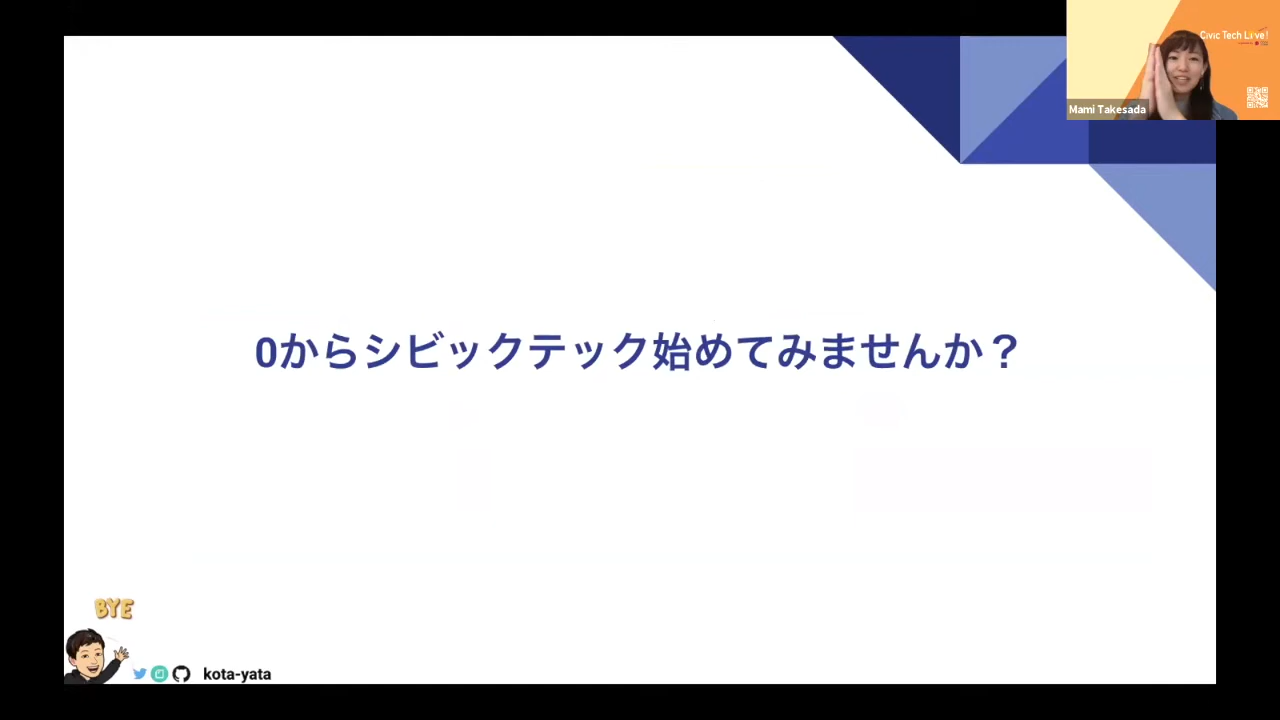 Civic Tech Live!
Mami Takesada
0からシビックテック始めてみませんか？
BYE
kota-yata